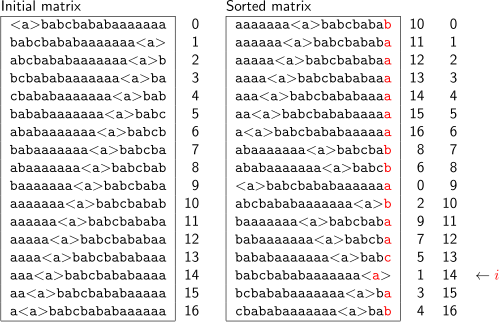 Initial matrix Sorted matrix
<a>babcbababaaaaaaa 0 aaaaaaa<a>babcbabab 10 0
babcbababaaaaaaa<a> 1 aaaaaa<a>babcbababa 11 1
abcbababaaaaaaa<a>b 2 aaaaa<a>babcbababaa 12 2
bcbababaaaaaaa<a>ba 3 aaaa<a>babcbababaaa 13 3
cbababaaaaaaa<a>bab 4 aaa<a>babcbababaaaa 14 4
bababaaaaaaa<a>babc 5 aa<a>babcbababaaaaa 15 5
ababaaaaaaa<a>babcb 6 a<a>babcbababaaaaaa 16 6
babaaaaaaa<a>babcba 7 abaaaaaaa<a>babcbab 8 7
abaaaaaaa<a>babcbab 8 ababaaaaaaa<a>babcb 6 8
baaaaaaa<a>babcbaba 9 <a>babcbababaaaaaaa 0 9
aaaaaaa<a>babcbabab 10 abcbababaaaaaaa<a>b 2 10
aaaaaa<a>babcbababa 11 baaaaaaa<a>babcbaba 9 11
aaaaa<a>babcbababaa 12 babaaaaaaa<a>babcba 7 12
aaaa<a>babcbababaaa 13 bababaaaaaaa<a>babc 5 13
aaa<a>babcbababaaaa 14 babcbababaaaaaaa<a> 1 14 ← i
aa<a>babcbababaaaaa 15 bcbababaaaaaaa<a>ba 3 15
a<a>babcbababaaaaaa 16 cbababaaaaaaa<a>bab 4 16